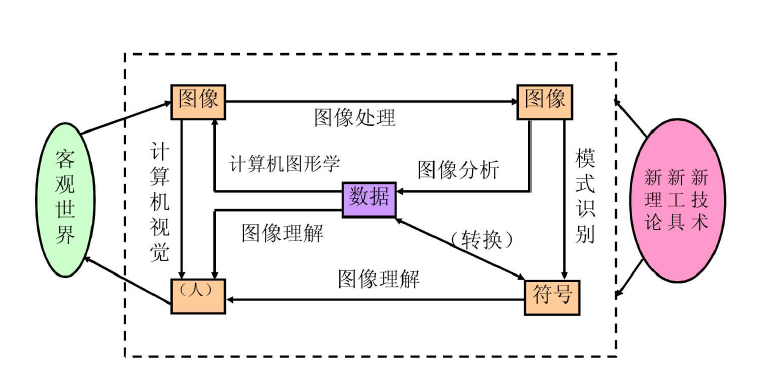 图像
图像
图像处理
计算机视觉
计算机图形学
图像分析
模式识别
客观世界
数据
新理论
新工具
新技术
图像理解
（转换）
图像理解
（人）
符号